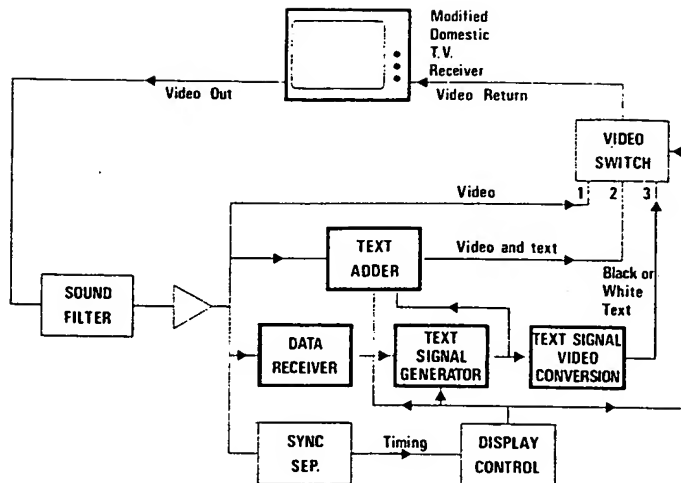 Modified
Domestic
T.V.
Receiver
Video Out
Video Return
VIDEO
SWITCH
1 2 3
Video
TEXT
ADDER
Video and text
Black or
White
Text
SOUND
FILTER
DATA
RECEIVER
TEXT
SIGNAL
GENERATOR
TEXT SIGNAL
VIDEO
CONVERSION
SYNC
SEP.
Timing
DISPLAY
CONTROL